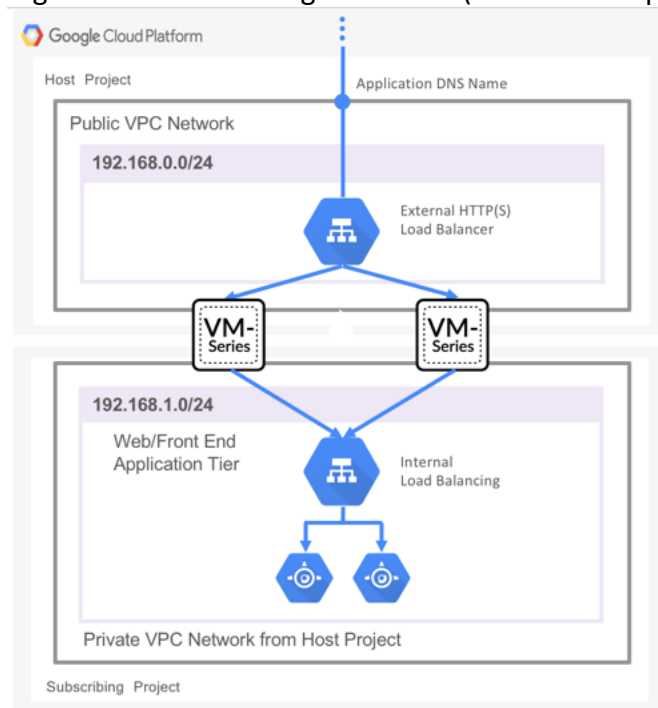 Google Cloud Platform
Host Project
Application DNS Name
Public VPC Network
192.168.0.0/24
External HTTP(S)
Load Balancer
VM-
Series
VM-
Series
192.168.1.0/24
Web/Front End
Application Tier
Internal
Load Balancing
Private VPC Network from Host Project
Subscribing Project